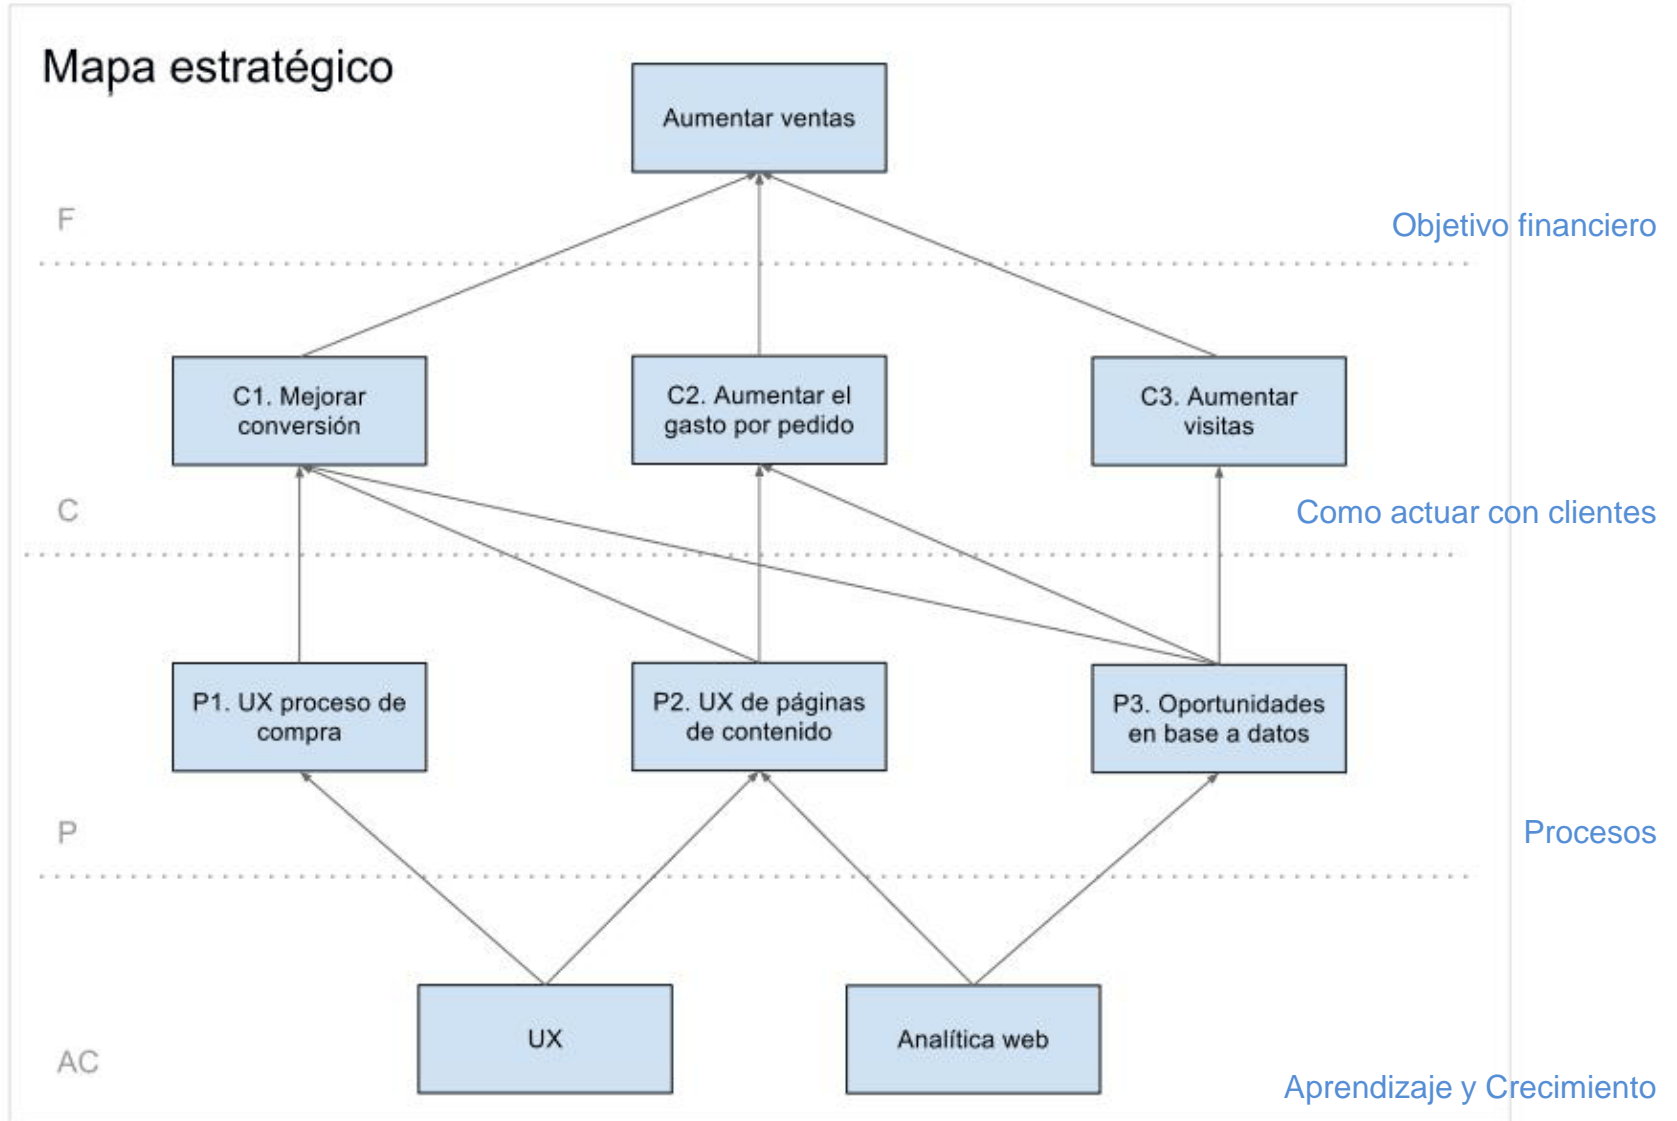 Mapa estratégico
Aumentar ventas
F
Objetivo financiero
C1. Mejorar
conversión
C2. Aumentar el
gasto por pedido
C3. Aumentar
visitas
C
Como actuar con clientes
P1. UX proceso de
compra
P2. UX de páginas
de contenido
P3. Oportunidades
en base a datos
P
Procesos
UX
Analítica web
AC
Aprendizaje y Crecimiento